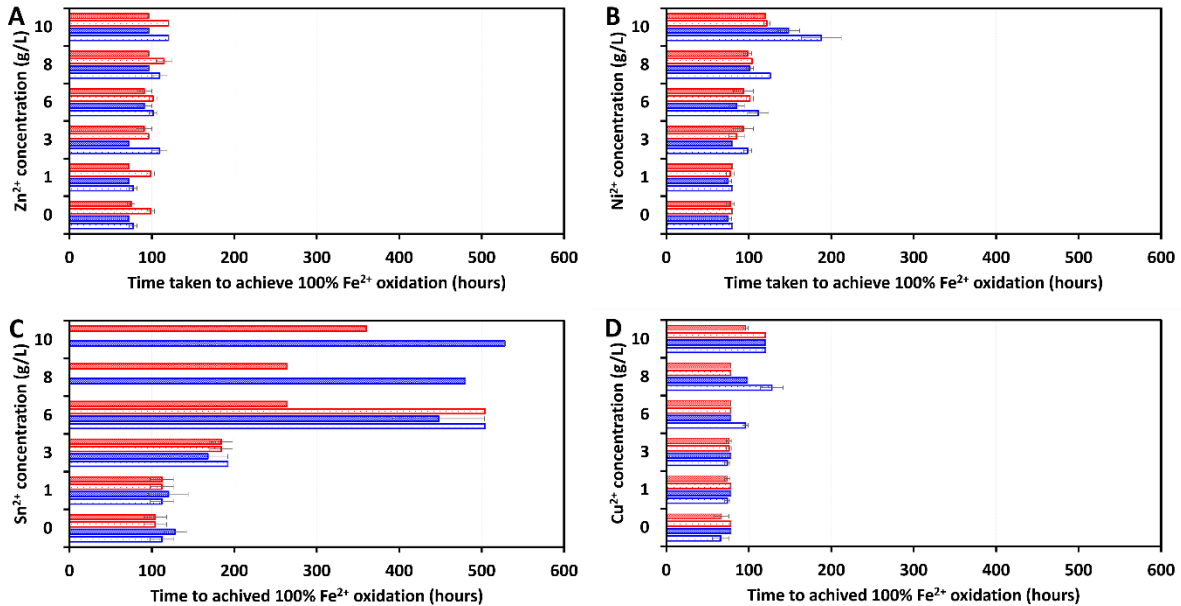 A
Zn²⁺ concentration (g/L)
10
8
6
3
1
0
0 100 200 300 400 500 600
Time taken to achieve 100% Fe²⁺ oxidation (hours)
B
Ni²⁺ concentration (g/L)
10
8
6
3
1
0
0 100 200 300 400 500 600
Time taken to achieve 100% Fe²⁺ oxidation (hours)
C
Sn²⁺ concentration (g/L)
10
8
6
3
1
0
0 100 200 300 400 500 600
Time to achived 100% Fe²⁺ oxidation (hours)
D
Cu²⁺ concentration (g/L)
10
8
6
3
1
0
0 100 200 300 400 500 600
Time to achived 100% Fe²⁺ oxidation (hours)